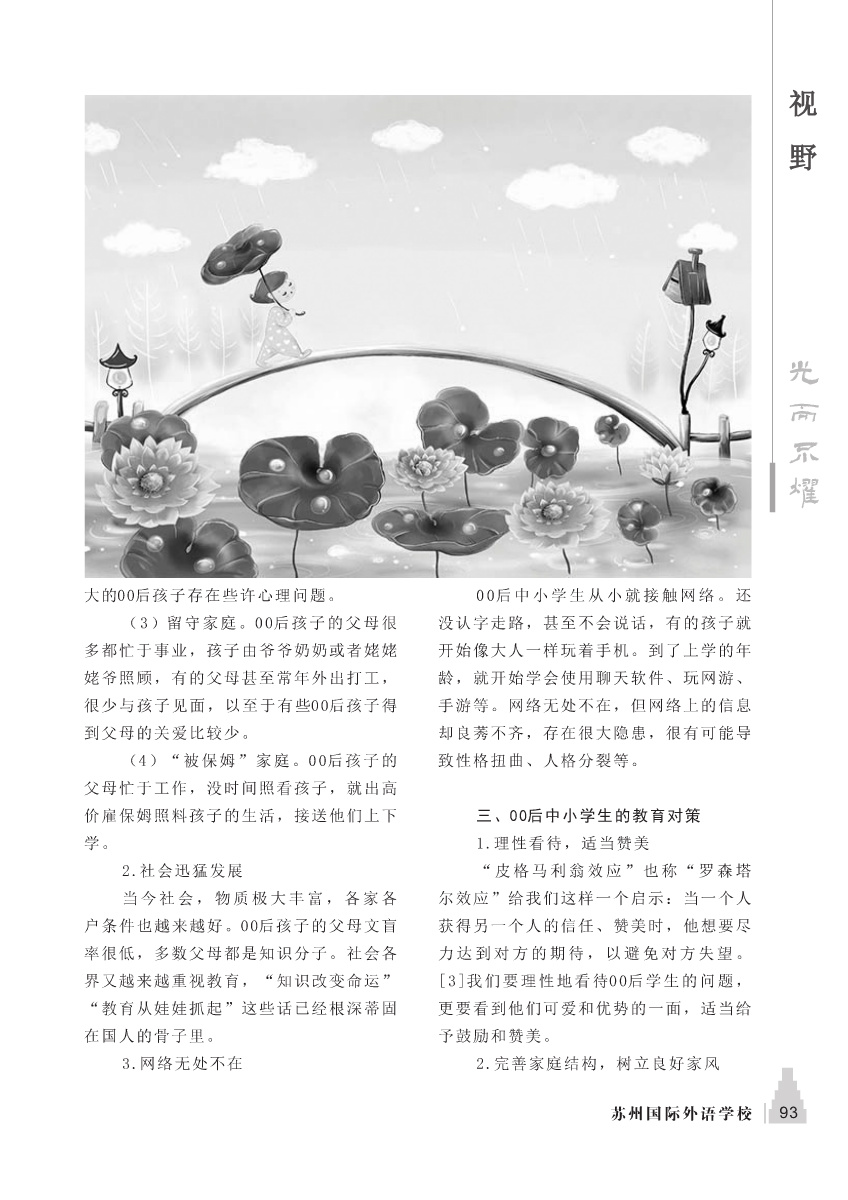 视野
光而不耀
大的00后孩子存在些许心理问题。
（3）留守家庭。00后孩子的父母很
多都忙于事业，孩子由爷爷奶奶或者姥姥
姥爷照顾，有的父母甚至常年外出打工，
很少与孩子见面，以至于有些00后孩子得
到父母的关爱比较少。
（4）“被保姆”家庭。00后孩子的
父母忙于工作，没时间照看孩子，就出高
价雇保姆照料孩子的生活，接送他们上下
学。
2.社会迅猛发展
当今社会，物质极大丰富，各家各
户条件也越来越好。00后孩子的父母文盲
率很低，多数父母都是知识分子。社会各
界又越来越重视教育，“知识改变命运”
“教育从娃娃抓起”这些话已经根深蒂固
在国人的骨子里。
3.网络无处不在
00后中小学生从小就接触网络。还
没认字走路，甚至不会说话，有的孩子就
开始像大人一样玩着手机。到了上学的年
龄，就开始学会使用聊天软件、玩网游、
手游等。网络无处不在，但网络上的信息
却良莠不齐，存在很大隐患，很有可能导
致性格扭曲、人格分裂等。
三、00后中小学生的教育对策
1.理性看待，适当赞美
“皮格马利翁效应”也称“罗森塔
尔效应”给我们这样一个启示：当一个人
获得另一个人的信任、赞美时，他想要尽
力达到对方的期待，以避免对方失望。
[3]我们要理性地看待00后学生的问题，
更要看到他们可爱和优势的一面，适当给
予鼓励和赞美。
2.完善家庭结构，树立良好家风
苏州国际外语学校 93